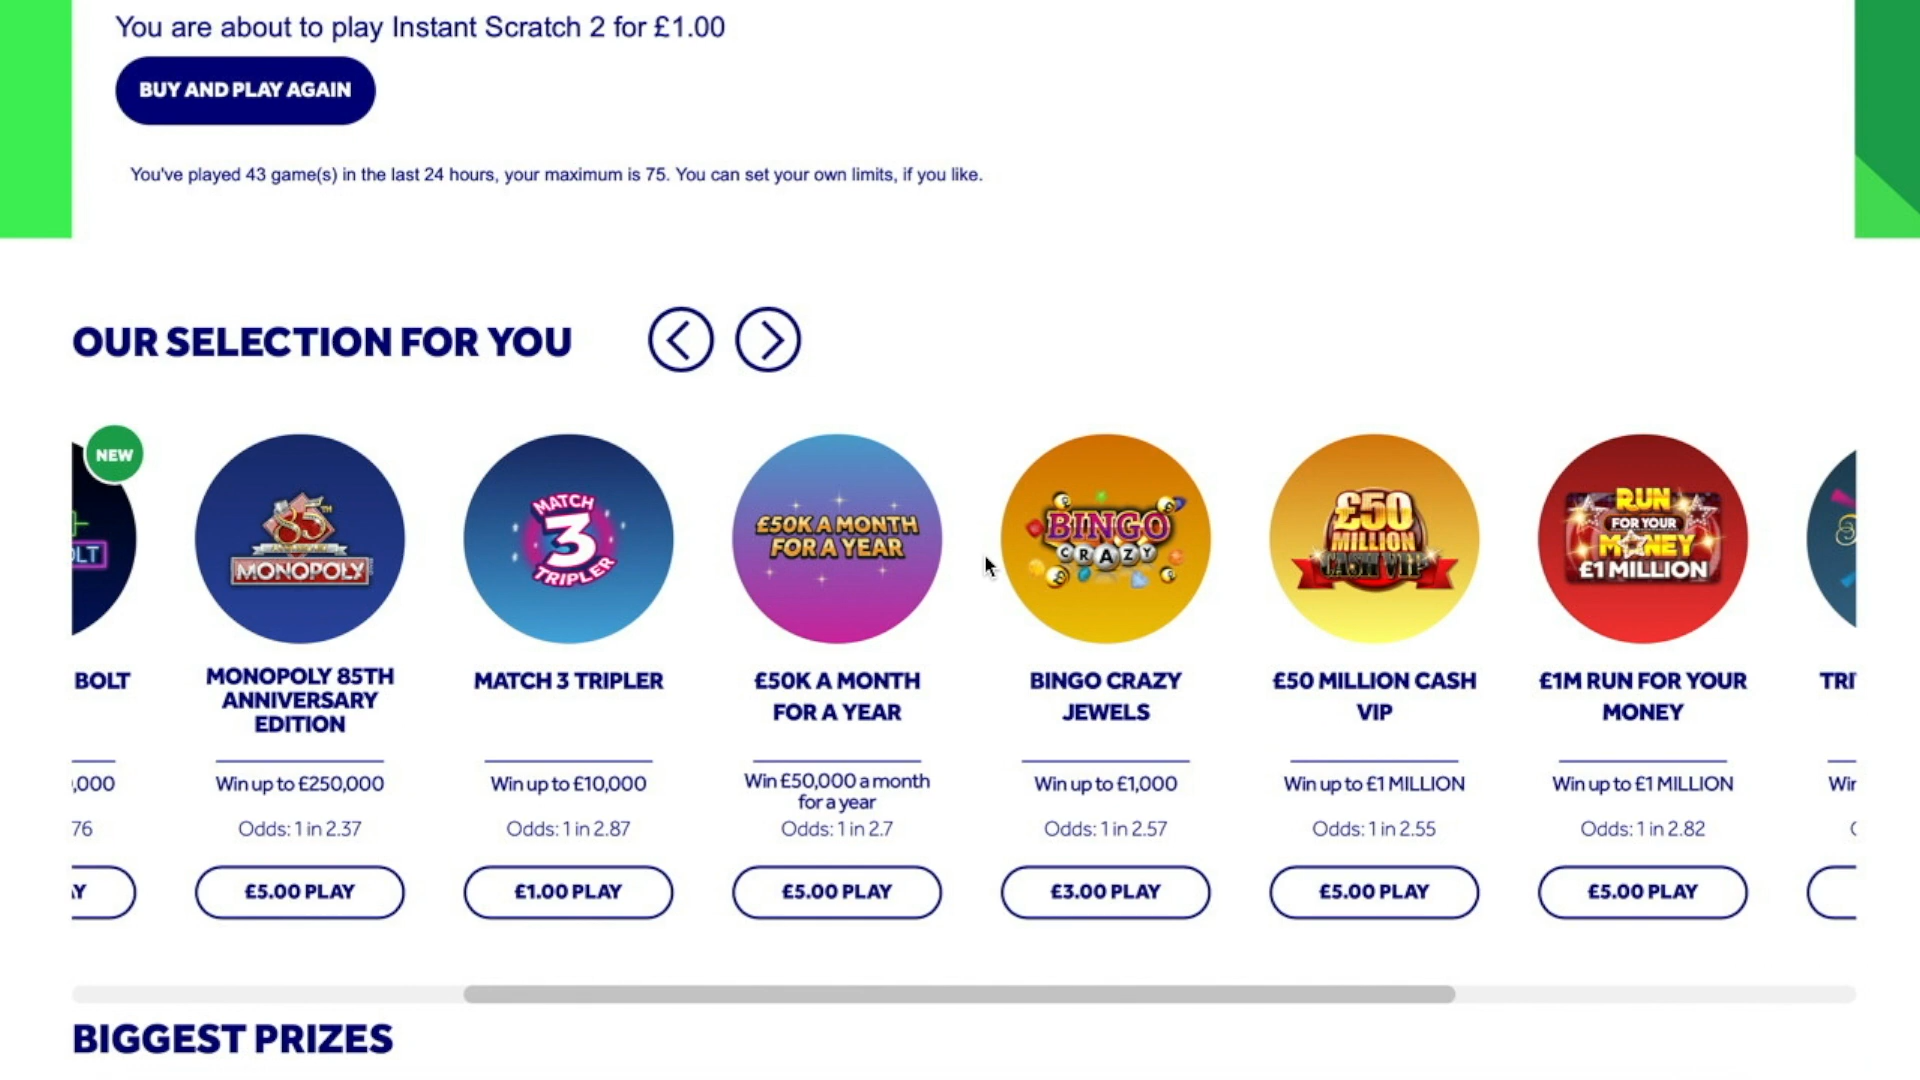 You are about to play Instant Scratch 2 for £1.00
BUY AND PLAY AGAIN
You've played 43 game(s) in the last 24 hours, your maximum is 75. You can set your own limits, if you like.
OUR SELECTION FOR YOU
NEW
LT
85TH
MONOPOLY
MATCH
3
TRIPLER
£50K A MONTH
FOR A YEAR
BINGO
CRAZY
£50
MILLION
CASH VIP
RUN
FOR YOUR
MONEY
£1 MILLION
BOLT
MONOPOLY 85TH
ANNIVERSARY
EDITION
MATCH 3 TRIPLER
£50K A MONTH
FOR A YEAR
BINGO CRAZY
JEWELS
£50 MILLION CASH
VIP
£1M RUN FOR YOUR
MONEY
TRI
,000
Win up to £250,000
Win up to £10,000
Win £50,000 a month
for a year
Win up to £1,000
Win up to £1 MILLION
Win up to £1 MILLION
Win
76
Odds: 1 in 2.37
Odds: 1 in 2.87
Odds: 1 in 2.7
Odds: 1 in 2.57
Odds: 1 in 2.55
Odds: 1 in 2.82
AY
£5.00 PLAY
£1.00 PLAY
£5.00 PLAY
£3.00 PLAY
£5.00 PLAY
£5.00 PLAY
BIGGEST PRIZES